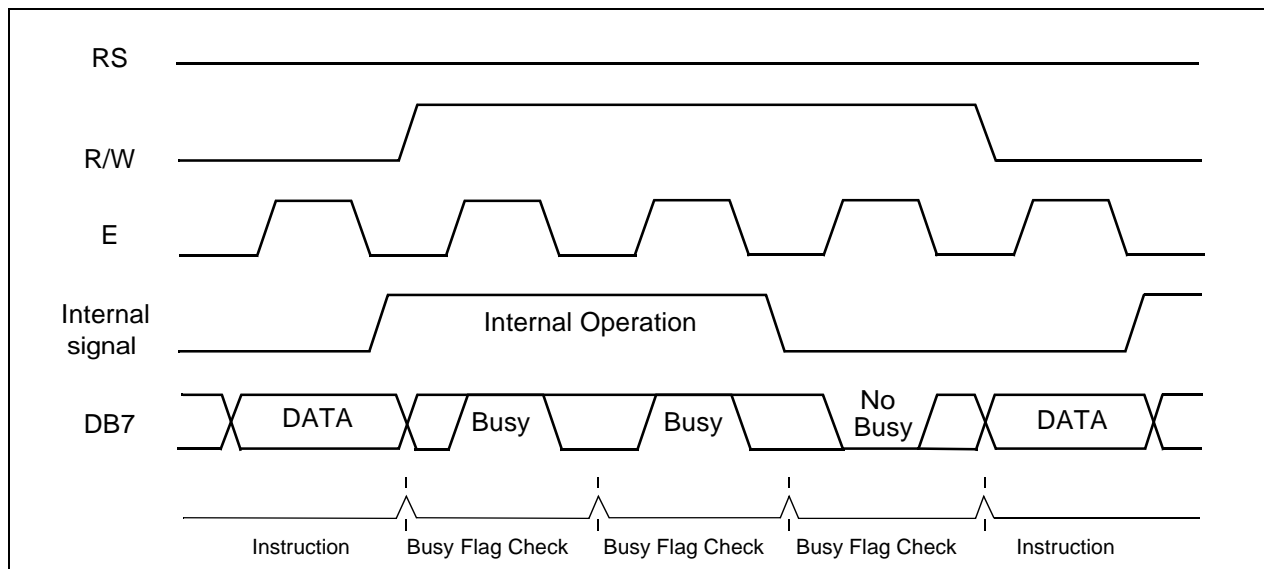 RS
R/W
E
Internal
signal
Internal Operation
DB7
DATA
Busy
Busy
No
Busy
DATA
Instruction
Busy Flag Check
Busy Flag Check
Busy Flag Check
Instruction